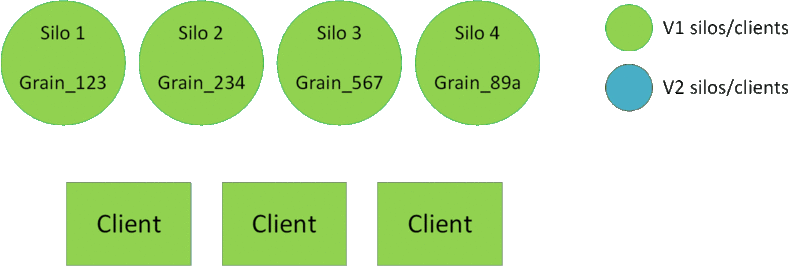 Silo 1
Grain_123
Silo 2
Grain_234
Silo 3
Grain_567
Silo 4
Grain_89a
V1 silos/clients
V2 silos/clients
Client
Client
Client